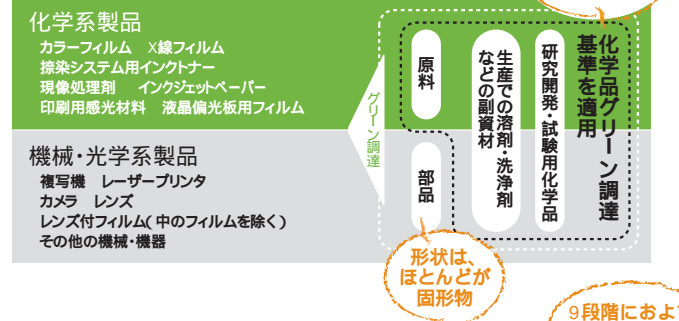 化学系製品
カラーフィルム　X線フィルム
捺染システム用インクトナー
現像処理剤　インクジェットペーパー
印刷用感光材料　液晶偏光板用フィルム
機械・光学系製品
複写機　レーザープリンタ
カメラ　レンズ
レンズ付フィルム(中のフィルムを除く)
その他の機械・機器
グリーン調達
原料
部品
生産での溶剤・洗浄剤
などの副資材
研究開発・試験用化学品
化学品グリーン調達
基準を適用
形状は、
ほとんどが
固形物
9段階におよ